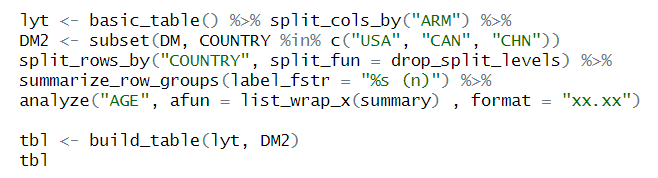 lyt <- basic_table() %>% split_cols_by("ARM") %>%
DM2 <- subset(DM, COUNTRY %in% c("USA", "CAN", "CHN"))
split_rows_by("COUNTRY", split_fun = drop_split_levels) %>%
summarize_row_groups(label_fstr = "%s (n)") %>%
analyze("AGE", afun = list_wrap_x(summary) , format = "xx.xx")

tbl <- build_table(lyt, DM2)
tbl